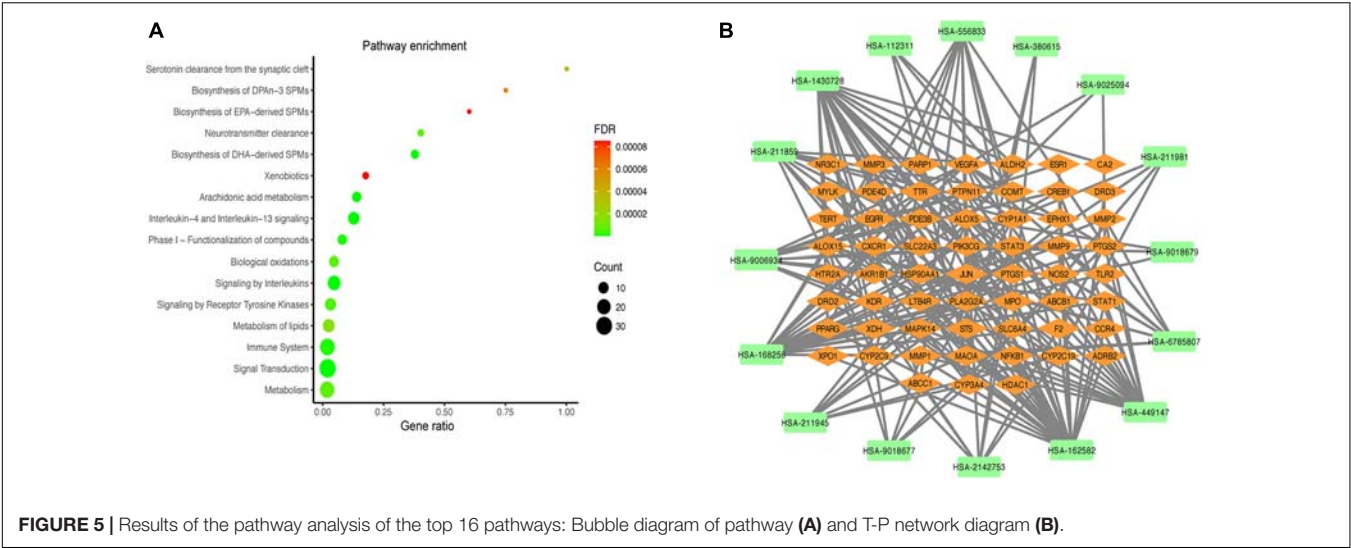 A
Pathway enrichment
Serotonin clearance from the synaptic cleft
Biosynthesis of DPAn-3 SPMs
Biosynthesis of EPA-derived SPMs
Neurotransmitter clearance
Biosynthesis of DHA-derived SPMs
Xenobiotics
Arachidonic acid metabolism
Interleukin-4 and Interleukin-13 signaling
Phase I - Functionalization of compounds
Biological oxidations
Signaling by Interleukins
Signaling by Receptor Tyrosine Kinases
Metabolism of lipids
Immune System
Signal Transduction
Metabolism
0.00 0.25 0.50 0.75 1.00
Gene ratio
FDR
0.00008
0.00006
0.00004
0.00002
Count
10
20
30
B
HSA-556833
HSA-112311 HSA-380615
HSA-1430728 HSA-9025094
HSA-211859 HSA-211981
NR3C1 MMP3 PARP1 VEGFA ALDH2 ESR1 CA2
MYLK PDE4D TTR PTPN11 COMT CREB1 DRD3
TERT EGFR PDE3B ALOX5 CYP1A1 EPHX1 MMP2
ALOX15 CXCR1 SLC22A3 PIK3CG STAT3 MMP9 PTGS2
HSA-9006934 HSA-9018679
HTR2A AKR1B1 HSP90AA1 JUN PTGS1 NOS2 TLR2
DRD2 KDR LTB4R PLA2G2A MPO ABCB1 STAT1
PPARG XDH MAPK14 STS SLC6A4 F2 CCR4
HSA-168256 HSA-6785807
XPO1 CYP2C9 MMP1 MAOA NFKB1 CYP2C19 ADRB2
ABCC1 CYP3A4 HDAC1
HSA-211945 HSA-449147
HSA-9018677 HSA-162582
HSA-2142753
FIGURE 5 | Results of the pathway analysis of the top 16 pathways: Bubble diagram of pathway (A) and T-P network diagram (B).